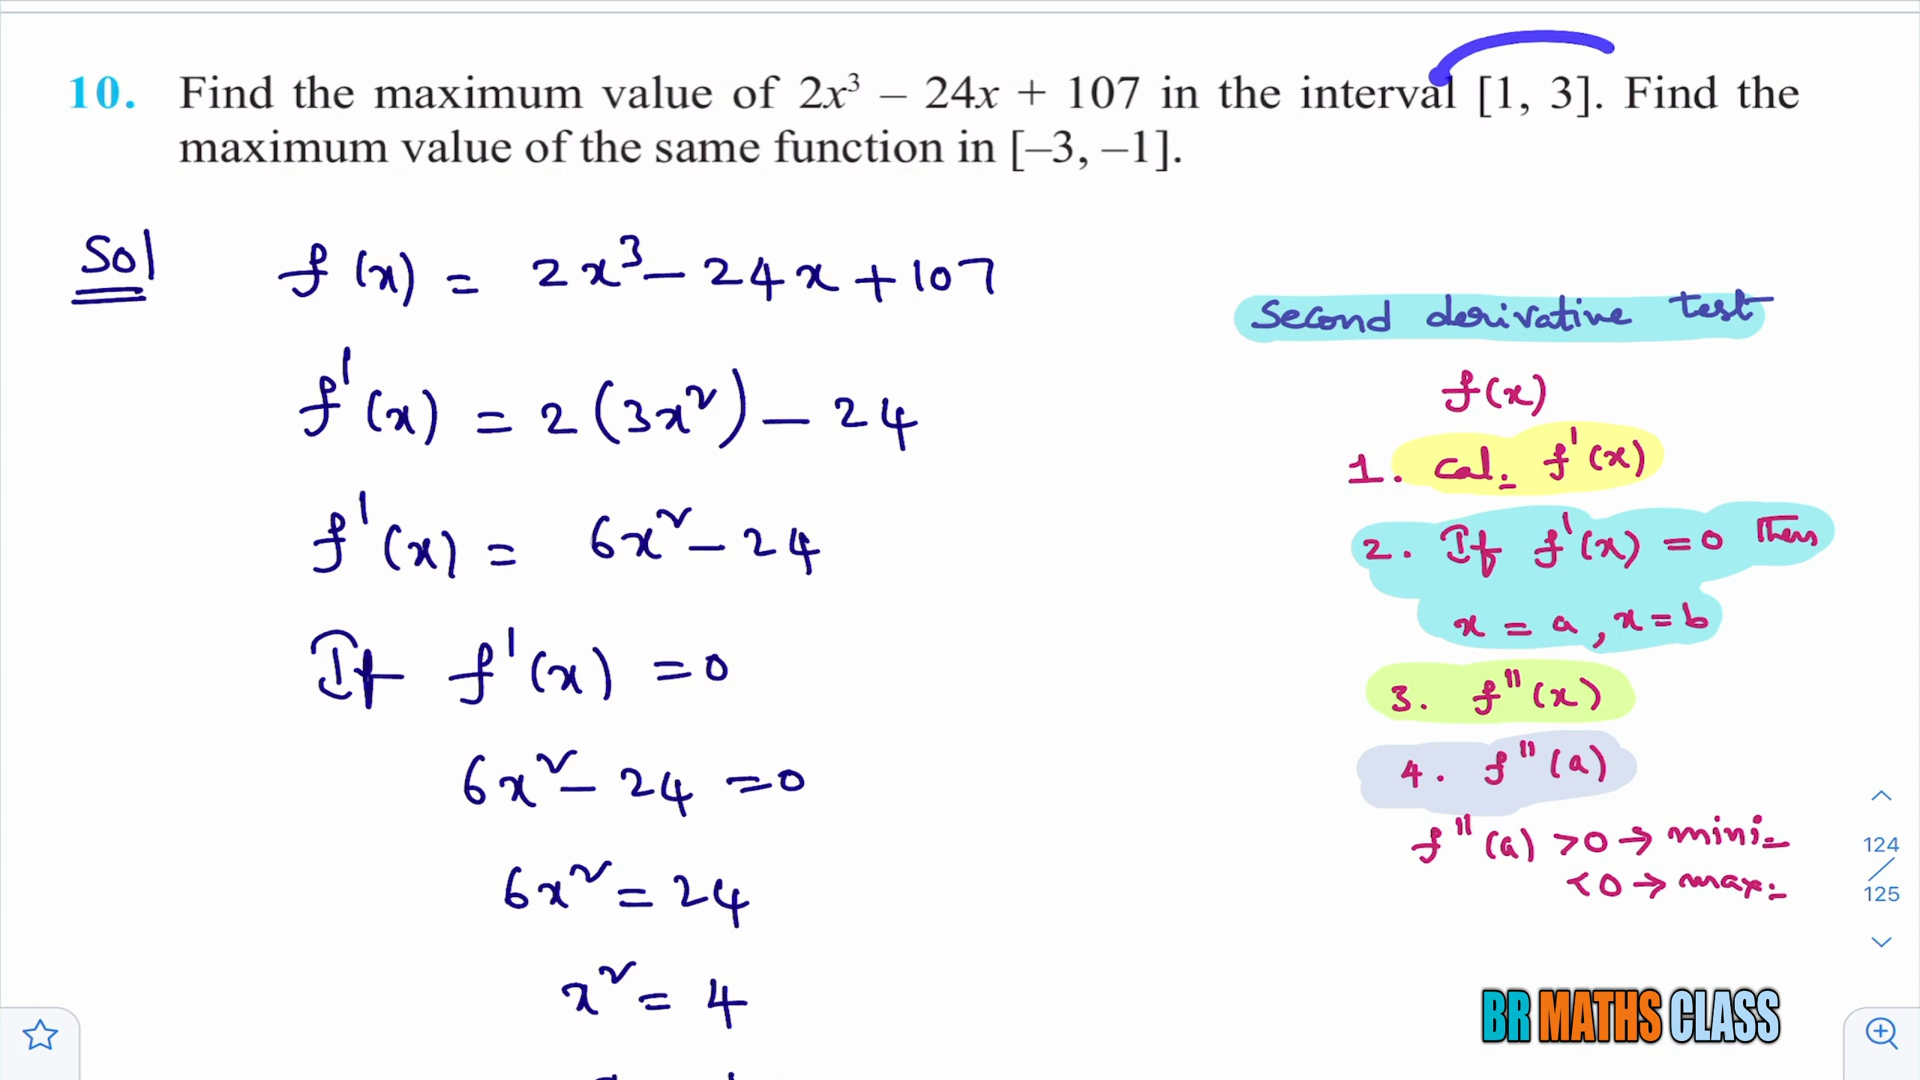 10. Find the maximum value of 2x³ – 24x + 107 in the interval [1, 3]. Find the
maximum value of the same function in [–3, –1].
Sol f(x) = 2x³ – 24x + 107
f'(x) = 2(3x²) – 24
f'(x) = 6x² – 24
If f'(x) = 0
6x² – 24 = 0
6x² = 24
x² = 4
Second derivative test
f(x)
1. Cal. f'(x)
2. If f'(x) = 0 Then
x = a, x = b
3. f''(x)
4. f''(a)
f''(a) >0 → mini
<0 → max
124
/
125
BR MATHS CLASS